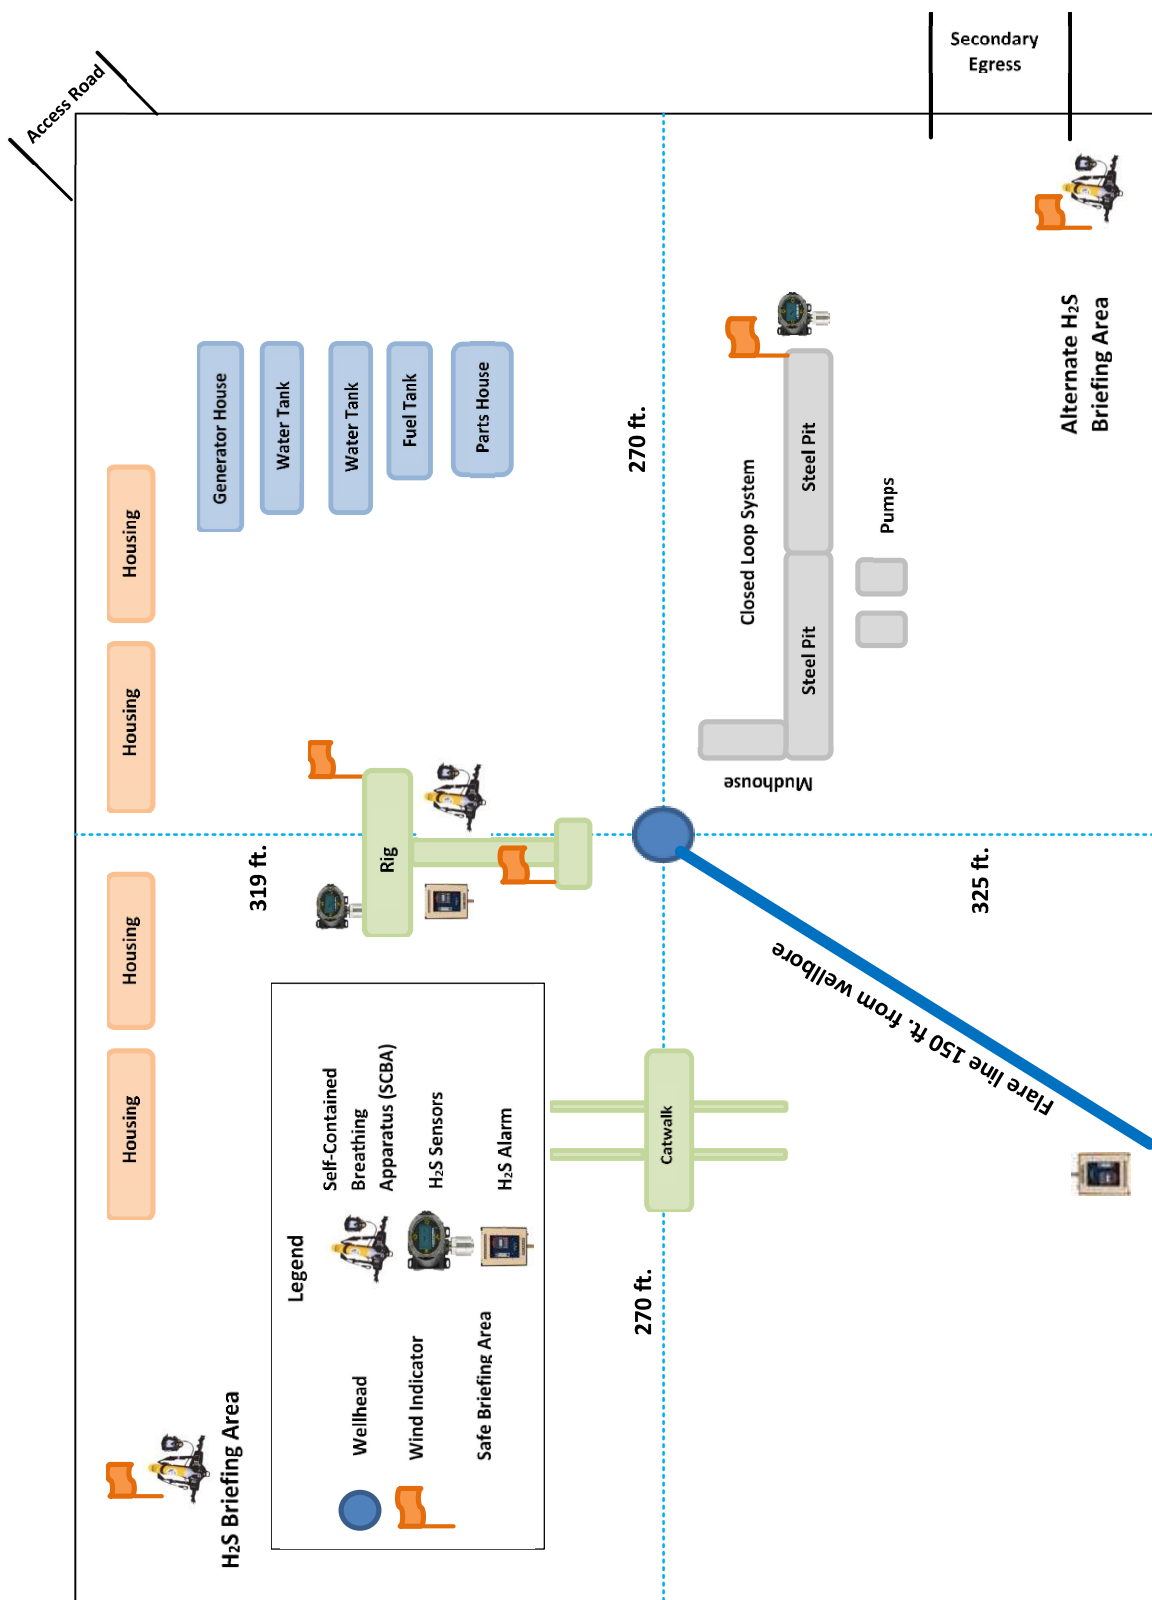 Access Road
Secondary
Egress
Alternate H₂S
Briefing Area
Generator House
Water Tank
Water Tank
Fuel Tank
Parts House
270 ft.
Closed Loop System
Steel Pit
Steel Pit
Pumps
Mudhouse
Housing
Housing
Housing
Housing
319 ft.
Rig
325 ft.
Flare line 150 ft. from wellbore
Catwalk
270 ft.
H₂S Briefing Area
Legend
Wellhead
Wind Indicator
Safe Briefing Area
Self-Contained
Breathing
Apparatus (SCBA)
H₂S Sensors
H₂S Alarm